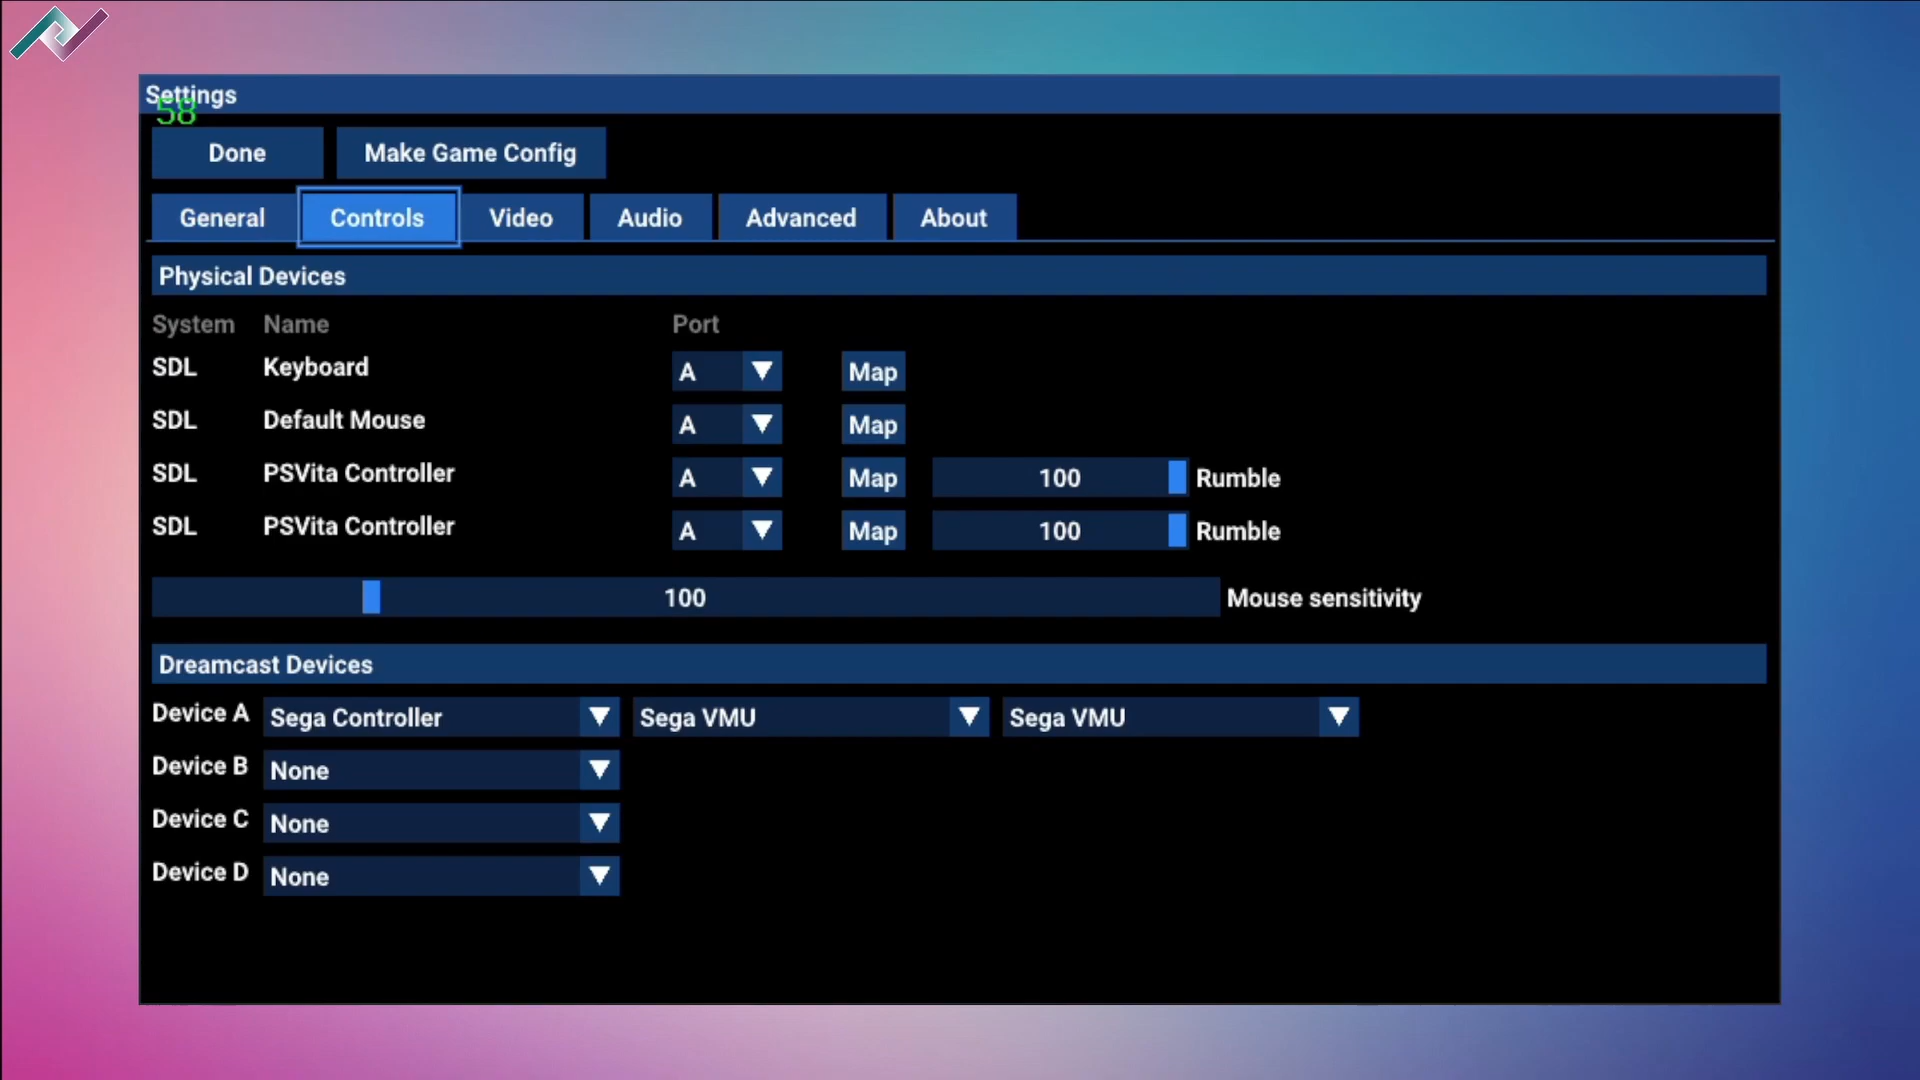 Settings
58
Done Make Game Config
General Controls Video Audio Advanced About
Physical Devices
System Name Port
SDL Keyboard A Map
SDL Default Mouse A Map
SDL PSVita Controller A Map 100 Rumble
SDL PSVita Controller A Map 100 Rumble
100 Mouse sensitivity
Dreamcast Devices
Device A Sega Controller Sega VMU Sega VMU
Device B None
Device C None
Device D None